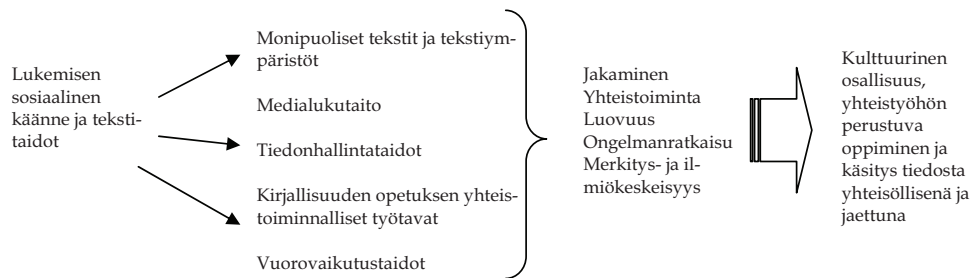 Lukemisen
sosiaalinen
käänne ja teksti-
taidot
Monipuoliset tekstit ja tekstiym-
päristöt
Medialukutaito
Tiedonhallintataidot
Kirjallisuuden opetuksen yhteis-
toiminnalliset työtavat
Vuorovaikutustaidot
Jakaminen
Yhteistoiminta
Luovuus
Ongelmanratkaisu
Merkitys- ja il-
miökeskeisyys
Kulttuurinen
osallisuus,
yhteistyöhön
perustuva
oppiminen ja
käsitys tiedosta
yhteisöllisenä ja
jaettuna